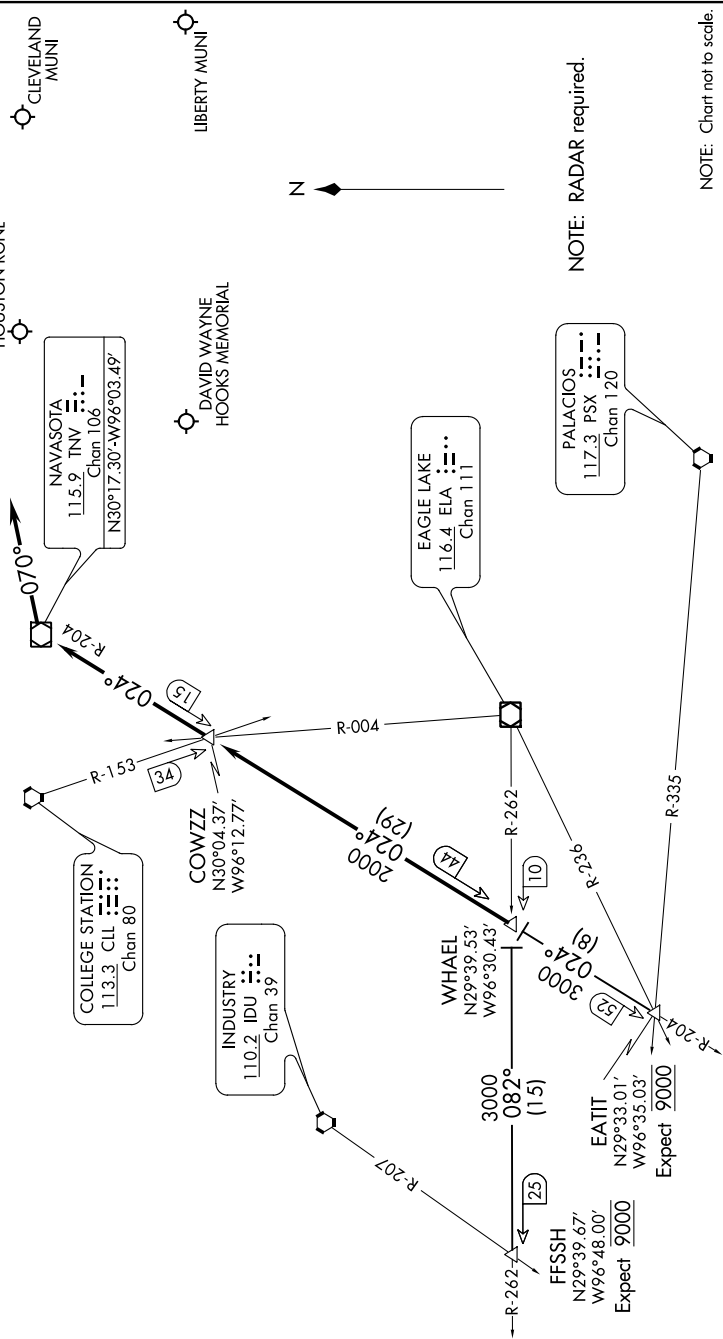 CLEVELAND
MUNI
LIBERTY MUNI
N
DAVID WAYNE
HOOKS MEMORIAL
NOTE: RADAR required.
NOTE: Chart not to scale.
070°
NAVASOTA
115.9 TNV
Chan 106
N30°17.30'-W96°03.49'
R-204
024°
15
R-153
34
COWZZ
N30°04.37'
W96°12.77'
COLLEGE STATION
113.3 CLL
Chan 80
R-004
EAGLE LAKE
116.4 ELA
Chan 111
2000
024°
(29)
44
R-262
10
R-236
PALACIOS
117.3 PSX
Chan 120
R-335
INDUSTRY
110.2 IDU
Chan 39
R-207
WHAEL
N29°39.53'
W96°30.43'
3000
082°
(15)
3000
024°
(8)
52
R-204
EATIT
N29°33.01'
W96°35.03'
Expect 9000
25
R-262
FFSSH
N29°39.67'
W96°48.00'
Expect 9000